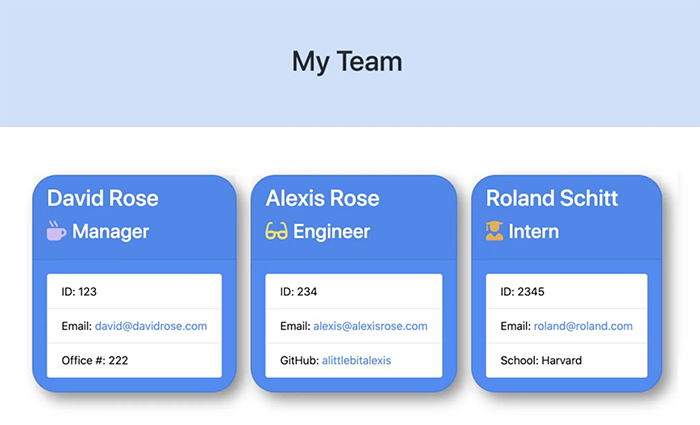 My Team
David Rose
Manager
ID: 123
Email: david@davidrose.com
Office #: 222
Alexis Rose
Engineer
ID: 234
Email: alexis@alexisrose.com
GitHub: alittlebitalexis
Roland Schitt
Intern
ID: 2345
Email: roland@roland.com
School: Harvard